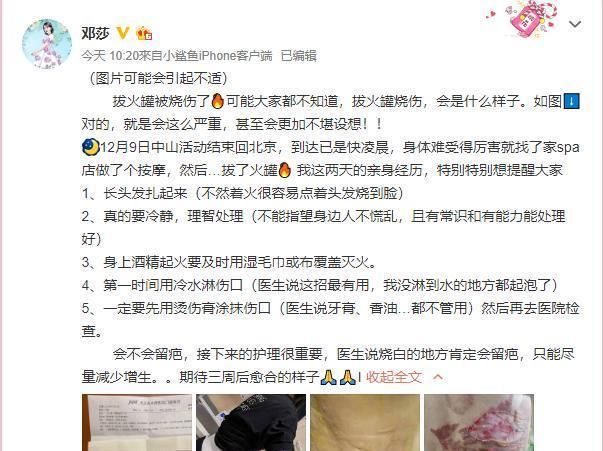 邓莎
今天 10:20来自小鲨鱼iPhone客户端 已编辑
（图片可能会引起不适）
拔火罐被烧伤了🔥可能大家都不知道，拔火罐烧伤，会是什么样子。如图⬇️
对的，就是会这么严重，甚至会更加不堪设想！！
🌙12月9日中山活动结束回北京，到达已是快凌晨，身体难受得厉害就找了家spa
店做了个按摩，然后...拔了火罐🔥 我这两天的亲身经历，特别特别想提醒大家
1、长头发扎起来（不然着火很容易点着头发烧到脸）
2、真的要冷静，理智处理（不能指望身边人不慌乱，且有常识和有能力能处理
好）
3、身上酒精起火要及时用湿毛巾或布覆盖灭火。
4、第一时间用冷水淋伤口（医生说这招最有用，我没淋到水的地方都起泡了）
5、一定要先用烫伤膏涂抹伤口（医生说牙膏、香油...都不管用）然后再去医院检
查。
会不会留疤，接下来的护理很重要，医生说烧白的地方肯定会留疤，只能尽
量减少增生。。期待三周后愈合的样子🙏🙏l 收起全文